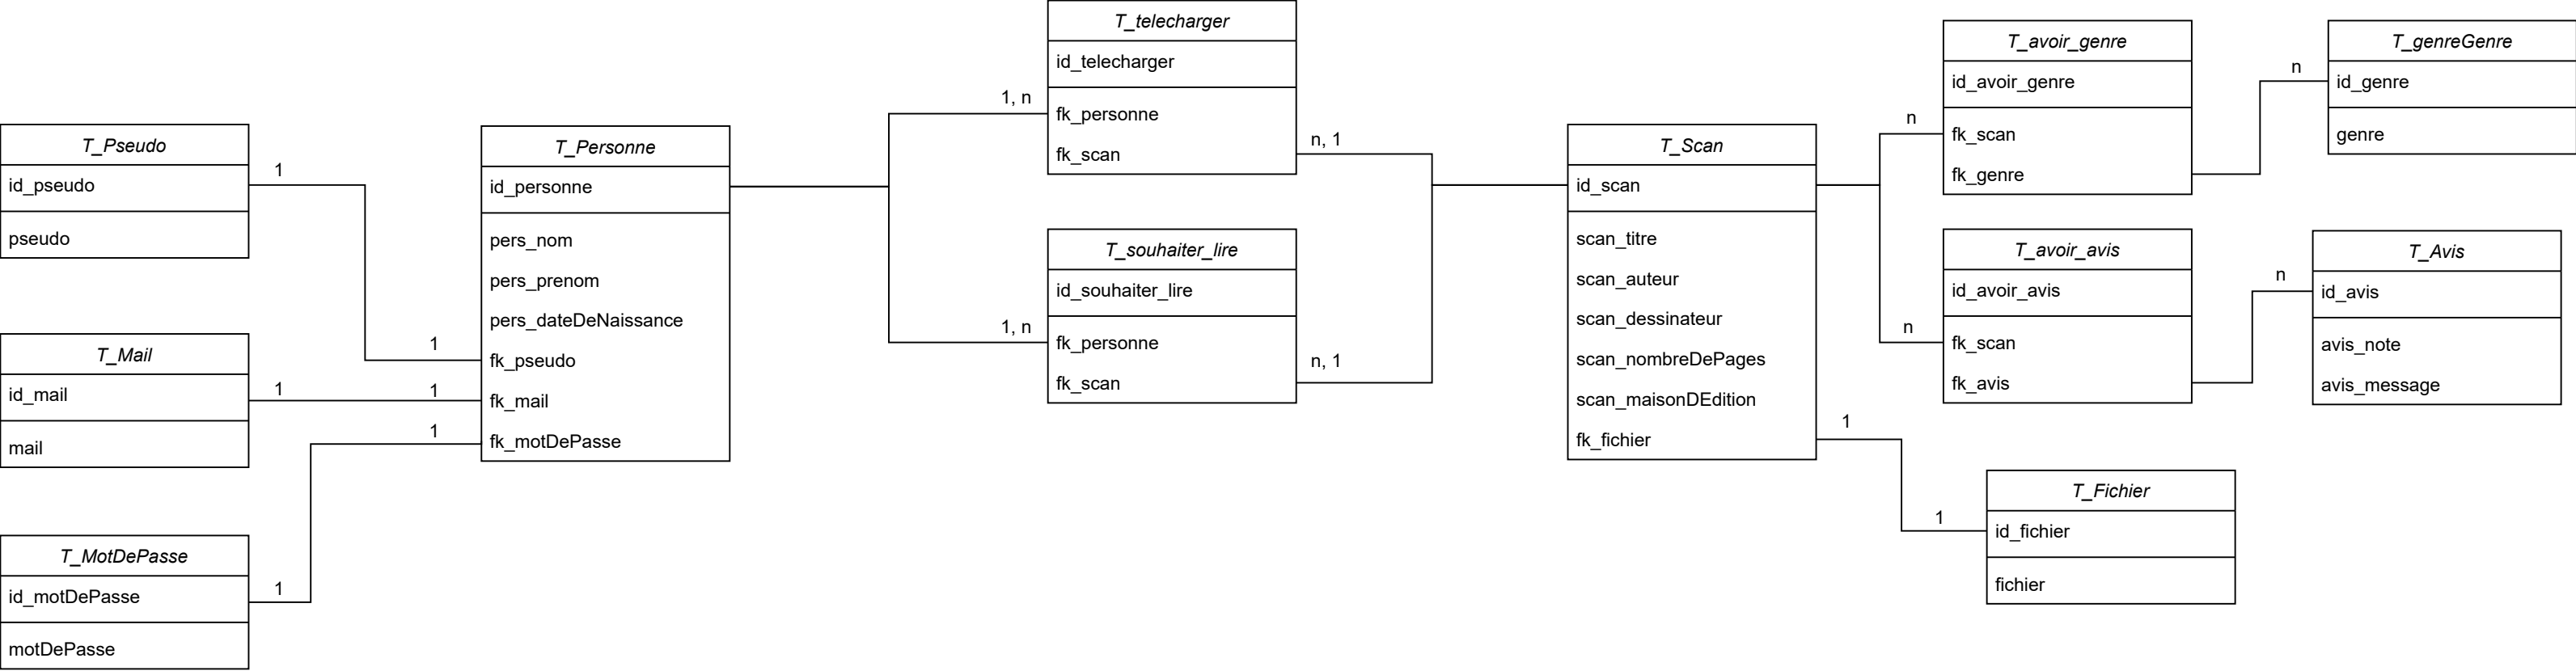 T_Pseudo
id_pseudo
pseudo
1
T_Mail
id_mail
mail
1
T_MotDePasse
id_motDePasse
motDePasse
1
T_Personne
id_personne
pers_nom
pers_prenom
pers_dateDeNaissance
fk_pseudo
fk_mail
fk_motDePasse
1
1
1
T_telecharger
id_telecharger
fk_personne
fk_scan
1, n
n, 1
T_souhaiter_lire
id_souhaiter_lire
fk_personne
fk_scan
1, n
n, 1
T_Scan
id_scan
scan_titre
scan_auteur
scan_dessinateur
scan_nombreDePages
scan_maisonDEdition
fk_fichier
1
T_avoir_genre
id_avoir_genre
fk_scan
fk_genre
n
n
T_genreGenre
id_genre
genre
T_avoir_avis
id_avoir_avis
fk_scan
fk_avis
n
n
T_Avis
id_avis
avis_note
avis_message
T_Fichier
id_fichier
fichier
1